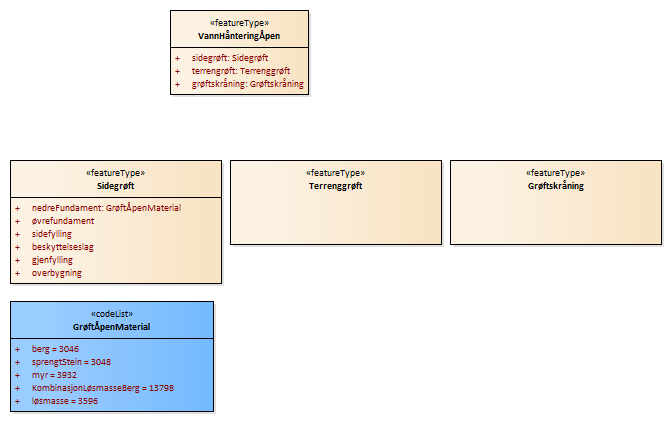 «featureType»
VannHånteringÅpen
+ sidegrøft: Sidegrøft
+ terrengrøft: Terrenggrøft
+ grøftskråning: Grøftskråning
«featureType»
Sidegrøft
+ nedreFundament: GrøftÅpenMaterial
+ øvrefundament
+ sidefylling
+ beskyttelseslag
+ gjenfylling
+ overbygning
«featureType»
Terrenggrøft
«featureType»
Grøftskråning
«codeList»
GrøftÅpenMaterial
+ berg = 3046
+ sprengtStein = 3048
+ myr = 3932
+ KombinasjonLøsmasseBerg = 13798
+ løsmasse = 3596